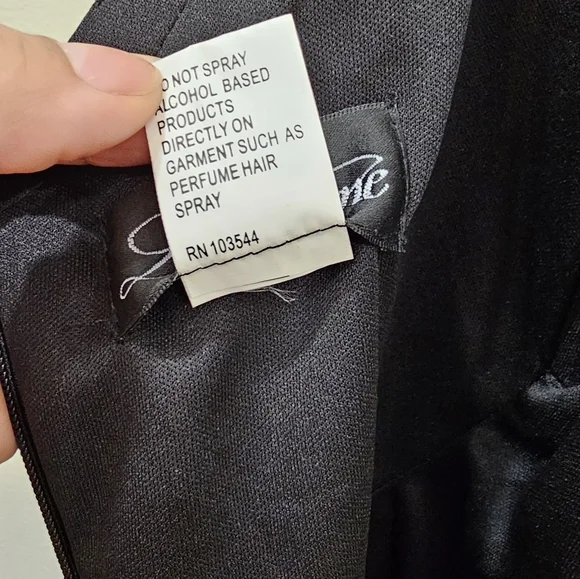 O NOT SPRAY
ALCOHOL BASED
PRODUCTS
DIRECTLY ON
GARMENT SUCH AS
PERFUME HAIR
SPRAY
RN 103544